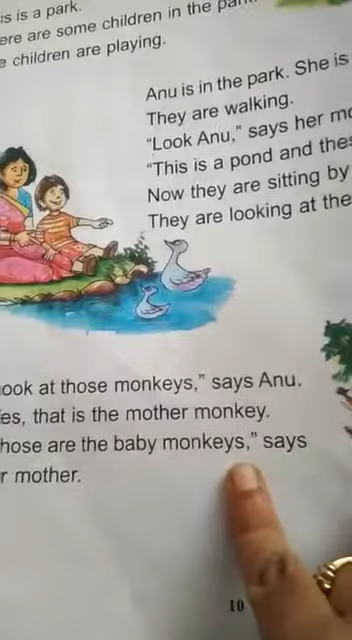 is is a park.
ere are some children in the
e children are playing.
Anu is in the park. She is
They are walking.
"Look Anu," says her
"This is a pond and
Now they are sitting by
They are looking at the
ook at those monkeys," says Anu.
es, that is the mother monkey.
hose are the baby monkeys," says
r mother.
10